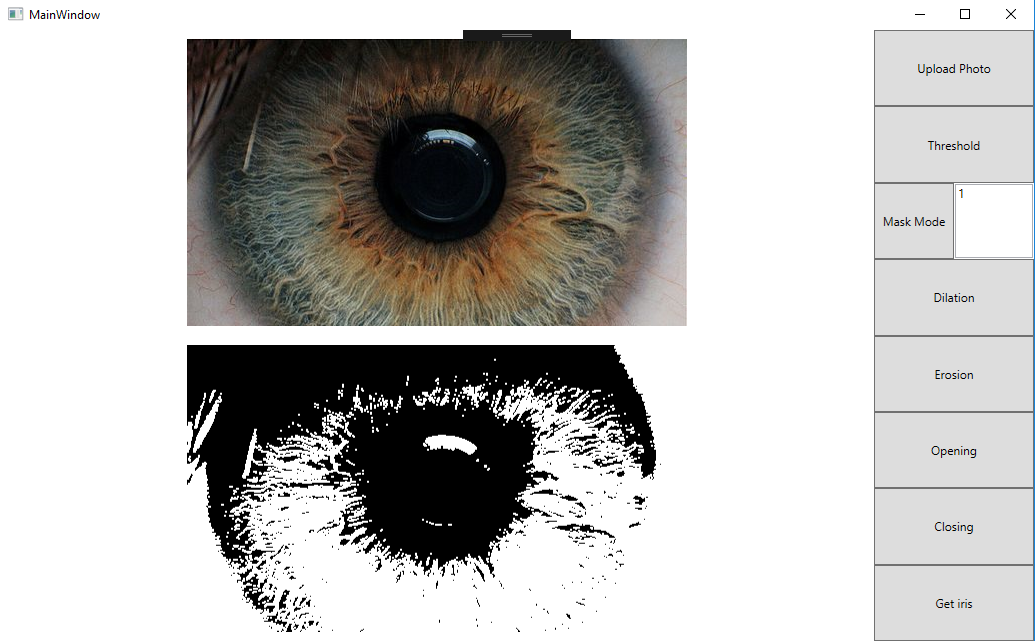 MainWindow
Upload Photo
Threshold
Mask Mode
1
Dilation
Erosion
Opening
Closing
Get iris